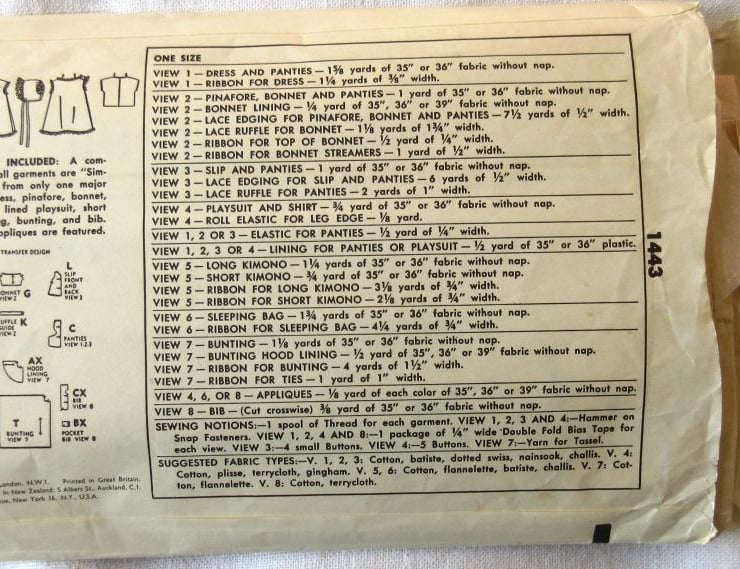 ONE SIZE
VIEW 1 — DRESS AND PANTIES — 1⅝ yards of 35" or 36" fabric without nap.
VIEW 1 — RIBBON FOR DRESS — 1¼ yards of ⅜" width.
VIEW 2 — PINAFORE, BONNET AND PANTIES — 1 yard of 35" or 36" fabric without nap.
VIEW 2 — BONNET LINING — ¼ yard of 35", 36" or 39" fabric without nap.
VIEW 2 — LACE EDGING FOR PINAFORE, BONNET AND PANTIES — 7½ yards of ½" width.
VIEW 2 — LACE RUFFLE FOR BONNET — 1⅛ yards of 1¾" width.
VIEW 2 — RIBBON FOR TOP OF BONNET — ½ yard of ¼" width.
VIEW 2 — RIBBON FOR BONNET STREAMERS — 1 yard of ½" width.
VIEW 3 — SLIP AND PANTIES — 1 yard of 35" or 36" fabric without nap.
VIEW 3 — LACE EDGING FOR SLIP AND PANTIES — 6 yards of ½" width.
VIEW 3 — LACE RUFFLE FOR PANTIES — 2 yards of 1" width.
VIEW 4 — PLAYSUIT AND SHIRT — ¾ yard of 35" or 36" fabric without nap.
VIEW 4 — ROLL ELASTIC FOR LEG EDGE — ⅛ yard.
VIEW 1, 2 OR 3 — ELASTIC FOR PANTIES — ½ yard of ¼" width.
VIEW 1, 2, 3 OR 4 — LINING FOR PANTIES OR PLAYSUIT — ½ yard of 35" or 36" plastic.
VIEW 5 — LONG KIMONO — 1¼ yards of 35" or 36" fabric without nap.
VIEW 5 — SHORT KIMONO — ¾ yard of 35" or 36" fabric without nap.
VIEW 5 — RIBBON FOR LONG KIMONO — 3⅛ yards of ¾" width.
VIEW 5 — RIBBON FOR SHORT KIMONO — 2⅛ yards of ¾" width.
VIEW 6 — SLEEPING BAG — 1¾ yards of 35" or 36" fabric without nap.
VIEW 6 — RIBBON FOR SLEEPING BAG — 4¼ yards of ¾" width.
VIEW 7 — BUNTING — 1⅛ yards of 35" or 36" fabric without nap.
VIEW 7 — BUNTING HOOD LINING — ½ yard of 35", 36" or 39" fabric without nap.
VIEW 7 — RIBBON FOR BUNTING — 4 yards of 1½" width.
VIEW 7 — RIBBON FOR TIES — 1 yard of 1" width.
VIEW 4, 6, OR 8 — APPLIQUES — ⅛ yard of each color of 35", 36" or 39" fabric without nap.
VIEW 8 — BIB — (Cut crosswise) ⅜ yard of 35" or 36" fabric without nap.
SEWING NOTIONS:—1 spool of Thread for each garment. VIEW 1, 2, 3 AND 4:—Hammer on
Snap Fasteners. VIEW 1, 2, 4 AND 8:—1 package of ¼" wide Double Fold Bias Tape for
each view. VIEW 3:—4 small Buttons. VIEW 4:—5 Buttons. VIEW 7:—Yarn for Tassel.
SUGGESTED FABRIC TYPES:—V. 1, 2, 3: Cotton, batiste, dotted swiss, nainsook, challis. V. 4:
Cotton, plisse, terrycloth, gingham. V. 5, 6: Cotton, flannelette, batiste, challis. V. 7: Cot-
ton, flannelette. V. 8: Cotton, terrycloth.
1443
INCLUDED: A com-
all garments are "Sim-
from only one major
ess, pinafore, bonnet,
lined playsuit, short
g, bunting, and bib.
ppliques are featured.
TRANSFER DESIGN
L
SLIP
FRONT
AND
BACK
VIEW 3
ONNET
VIEW 2
G
UFFLE
GUIDE
VIEW 2
K
C
PANTIES
VIEW 1-2-3
AX
HOOD
LINING
VIEW 7
CX
BIB
VIEW 8
T
BUNTING
VIEW 7
BX
POCKET
BIB VIEW 8
London, N.W.1. Printed in Great Britain.
In New Zealand: 5 Albert St., Auckland, C.1.
ue, New York 16, N.Y., U.S.A.